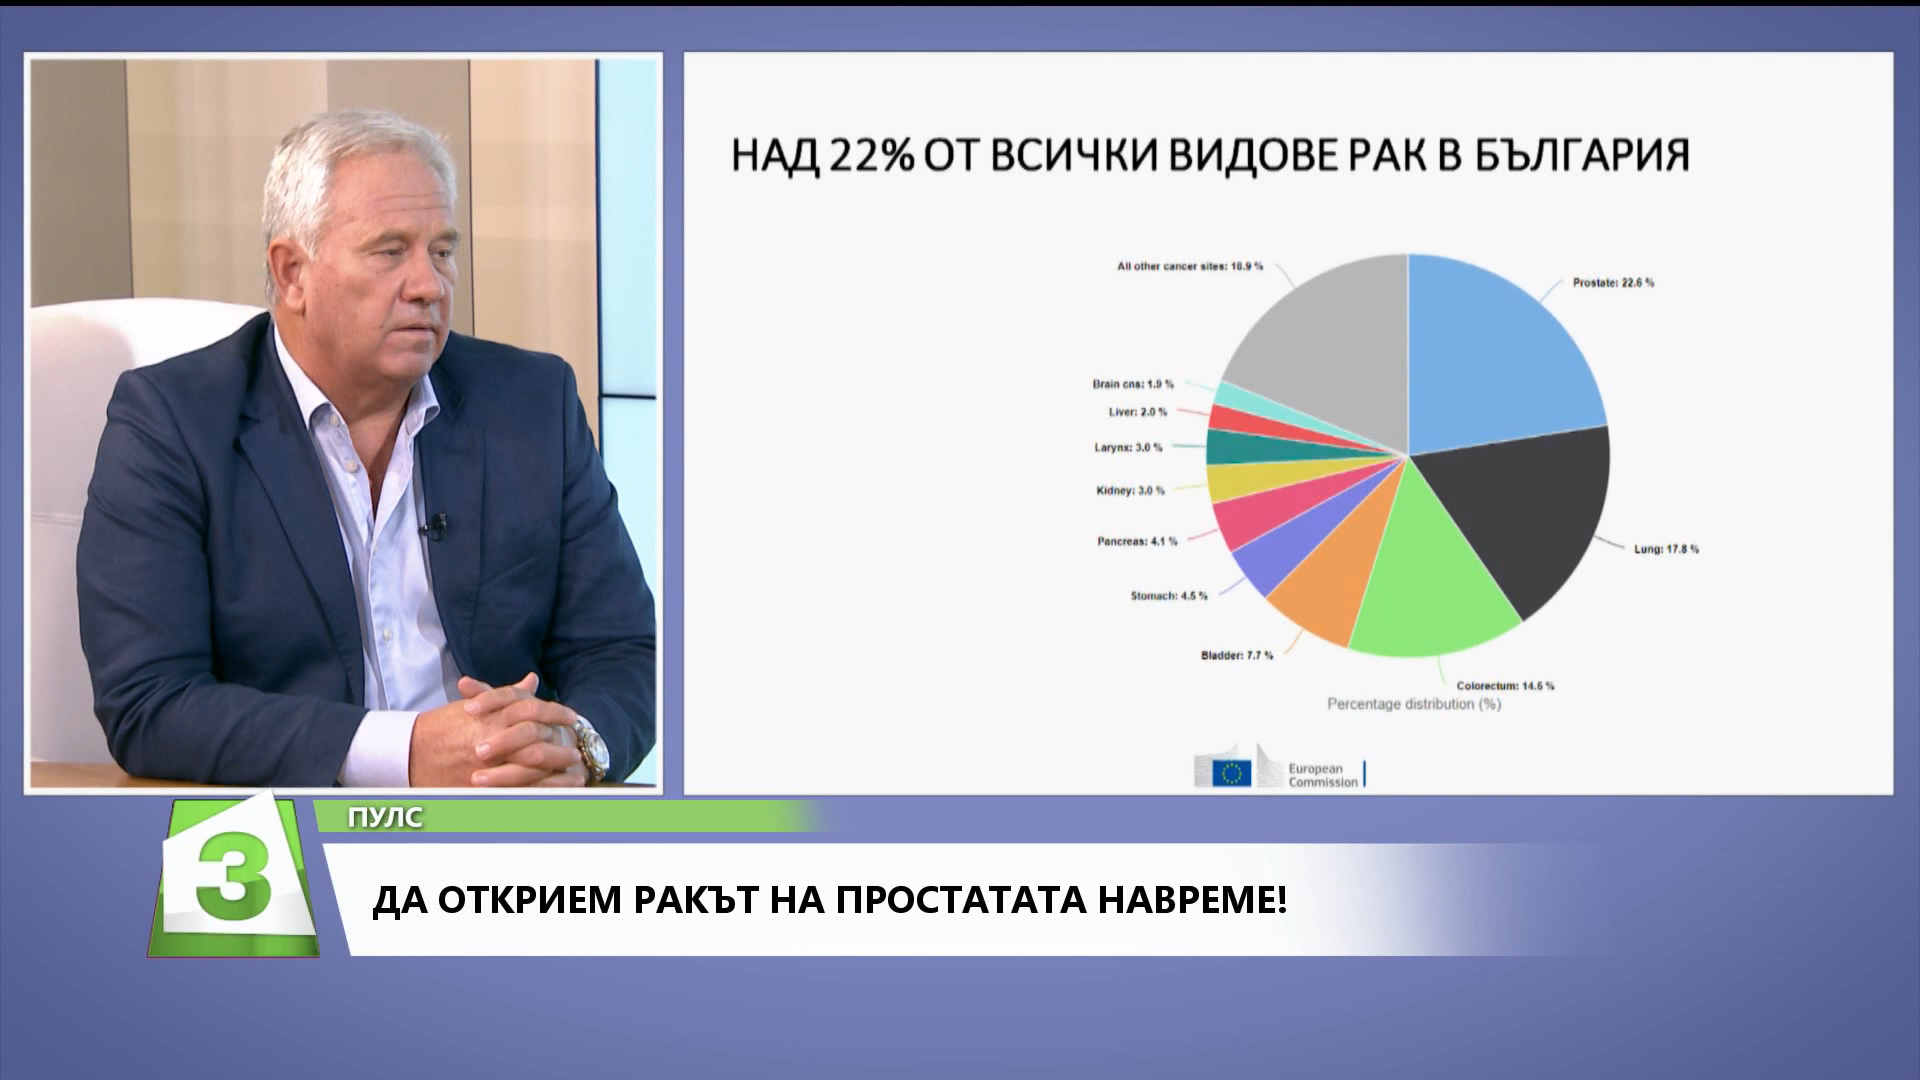 НАД 22% ОТ ВСИЧКИ ВИДОВЕ РАК В БЪЛГАРИЯ
All other cancer sites: 18.9 %
Prostate: 22.6 %
Brain cns: 1.9 %
Liver: 2.0 %
Larynx: 3.0 %
Kidney: 3.0 %
Pancreas: 4.1 %
Lung: 17.8 %
Stomach: 4.5 %
Bladder: 7.7 %
Colorectum: 14.6 %
Percentage distribution (%)
European
Commission
3
ПУЛС
ДА ОТКРИЕМ РАКЪТ НА ПРОСТАТАТА НАВРЕМЕ!